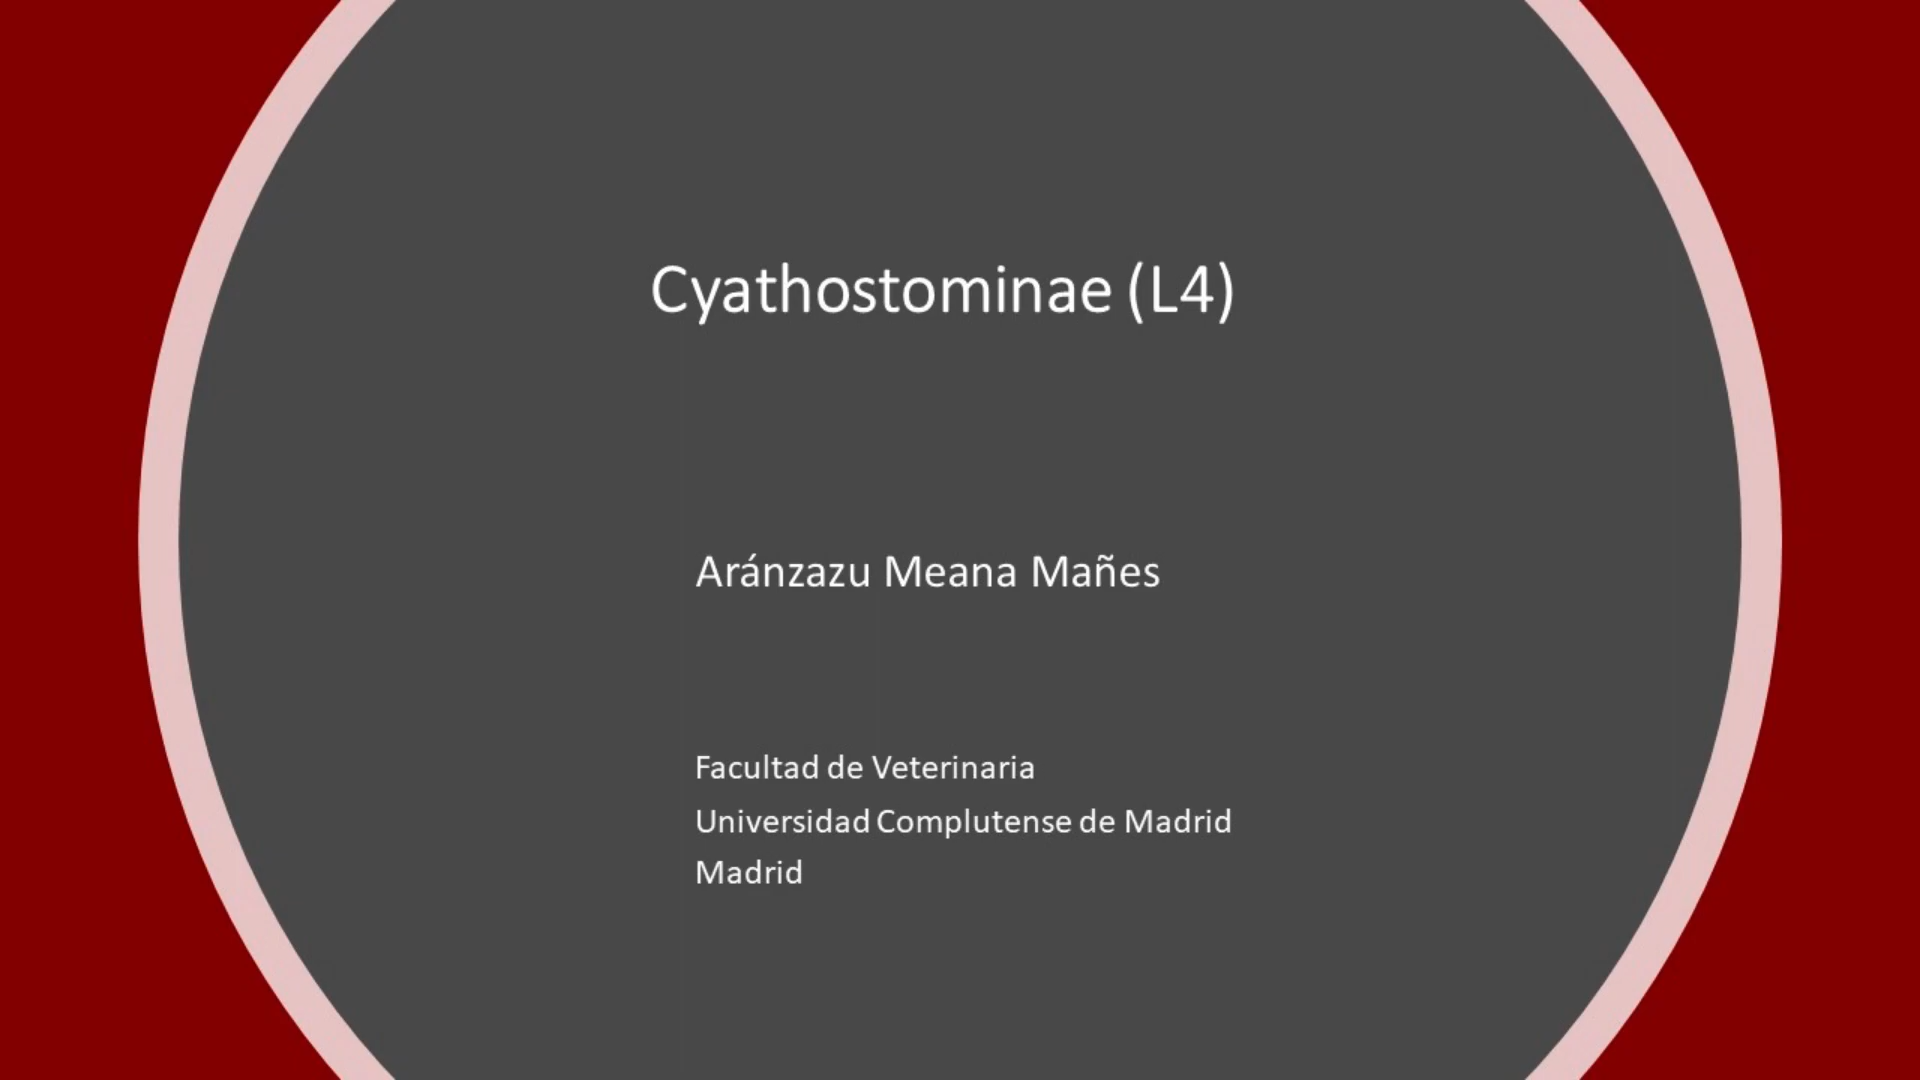 Cyathostominae (L4)
Aránzazu Meana Mañes
Facultad de Veterinaria
Universidad Complutense de Madrid
Madrid